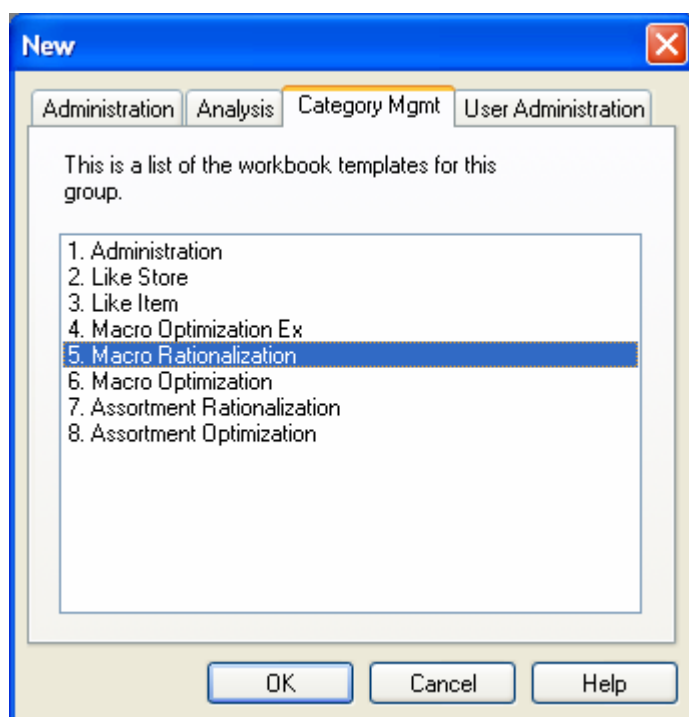 New
Administration
Analysis
Category Mgmt
User Administration
This is a list of the workbook templates for this
group.
1. Administration
2. Like Store
3. Like Item
4. Macro Optimization Ex
5. Macro Rationalization
6. Macro Optimization
7. Assortment Rationalization
8. Assortment Optimization
OK
Cancel
Help